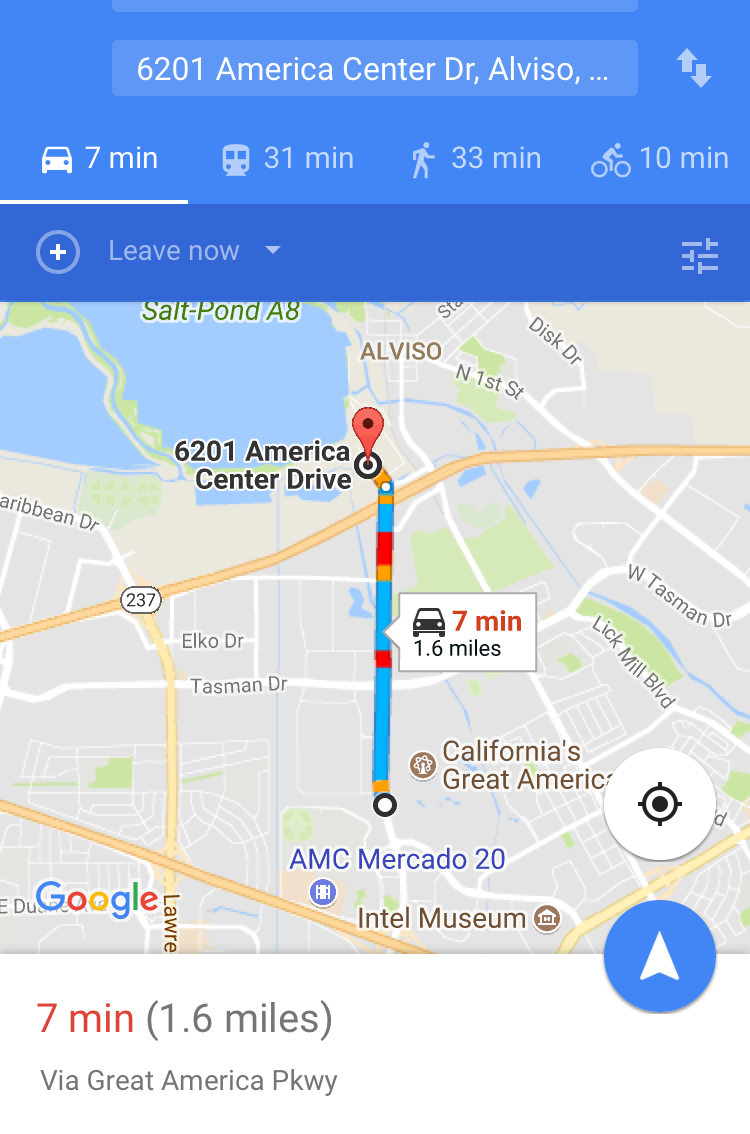 6201 America Center Dr, Alviso, ...
7 min
31 min
33 min
10 min
Leave now
Salt-Pond A8
Disk Dr
ALVISO
N 1st St
6201 America
Center Drive
aribbean Dr
237
W Tasman Dr
7 min
1.6 miles
Elko Dr
Lick Mill Blvd
Tasman Dr
California's
Great America
AMC Mercado 20
Google
Lawre
Intel Museum
7 min (1.6 miles)
Via Great America Pkwy